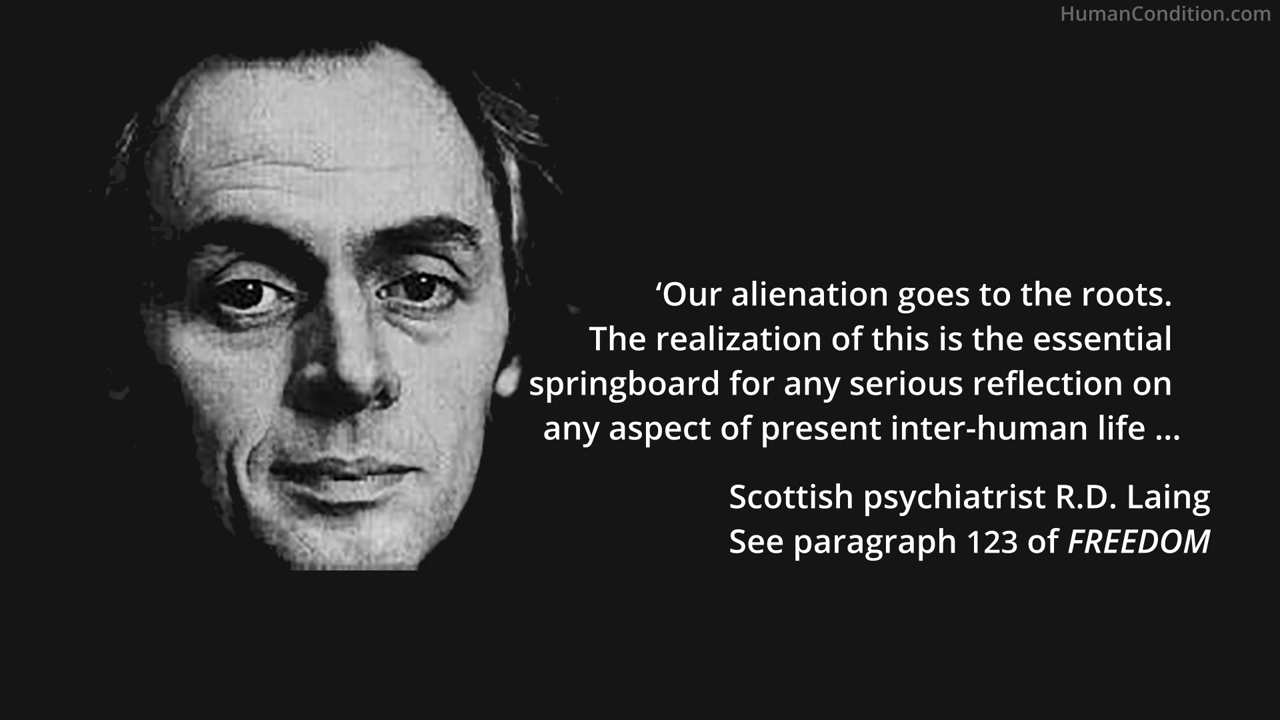 HumanCondition.com
‘Our alienation goes to the roots.
The realization of this is the essential
springboard for any serious reflection on
any aspect of present inter-human life ...
Scottish psychiatrist R.D. Laing
See paragraph 123 of FREEDOM